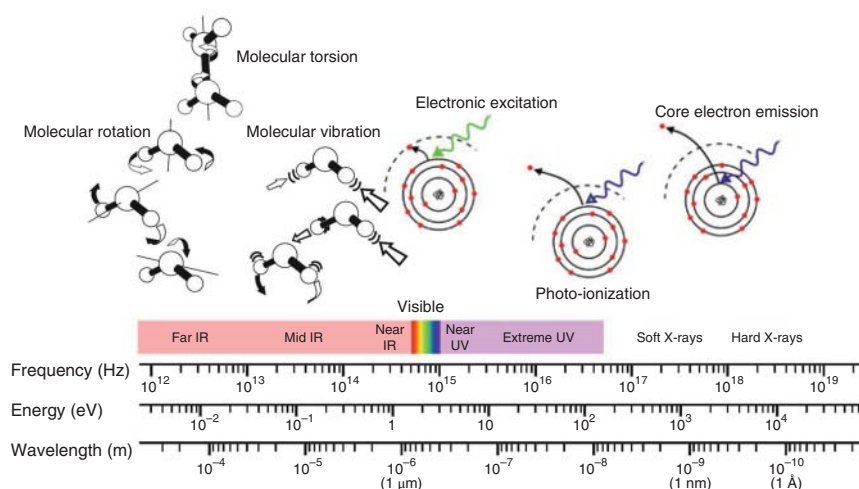 Molecular torsion
Electronic excitation
Core electron emission
Molecular rotation
Molecular vibration
Photo-ionization
Visible
Far IR
Mid IR
Near
IR
Near
UV
Extreme UV
Soft X-rays
Hard X-rays
Frequency (Hz)
10¹² 10¹³ 10¹⁴ 10¹⁵ 10¹⁶ 10¹⁷ 10¹⁸ 10¹⁹
Energy (eV)
10⁻² 10⁻¹ 1 10 10² 10³ 10⁴
Wavelength (m)
10⁻⁴ 10⁻⁵ 10⁻⁶ 10⁻⁷ 10⁻⁸ 10⁻⁹ 10⁻¹⁰
(1 µm) (1 nm) (1 Å)